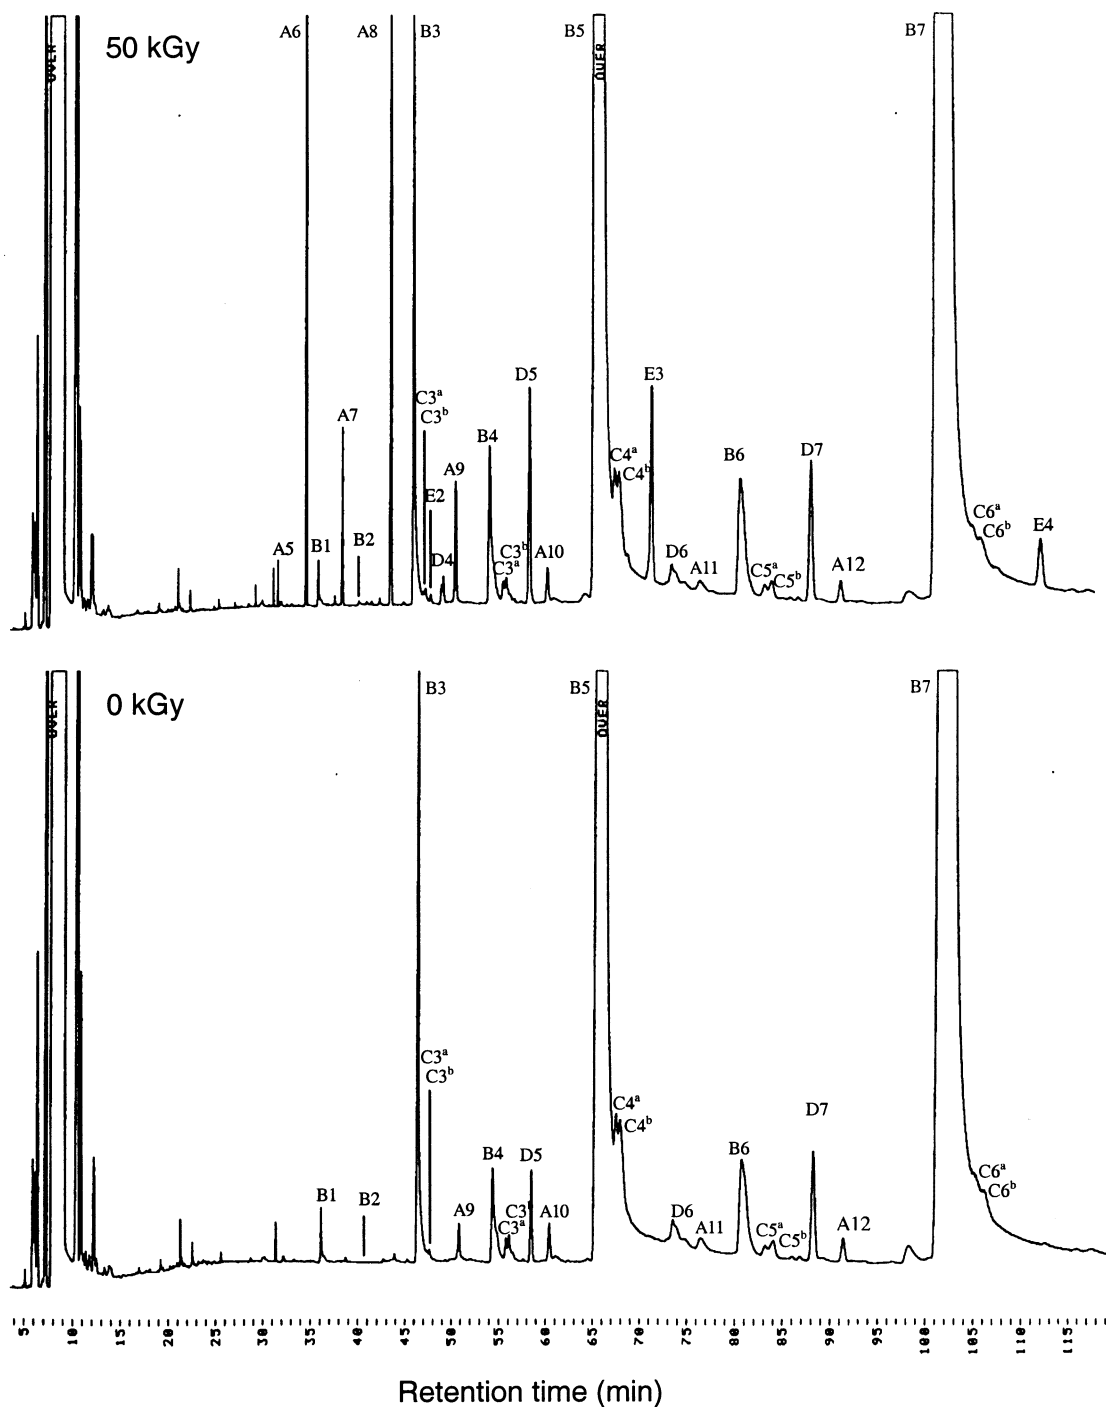 50 kGy
OVER
A6
A8
B3
B5
OVER
B7
A5
B1
A7
B2
C3ᵃ
C3ᵇ
E2
D4
A9
B4
C3ᵇ
C3ᵃ
D5
A10
C4ᵃ
C4ᵇ
E3
D6
A11
B6
C5ᵃ
C5ᵇ
D7
A12
C6ᵃ
C6ᵇ
E4
0 kGy
OVER
B3
B5
OVER
B7
B1
B2
C3ᵃ
C3ᵇ
A9
B4
C3
C3ᵃ
D5
A10
C4ᵃ
C4ᵇ
D6
A11
B6
C5ᵃ
C5ᵇ
D7
A12
C6ᵃ
C6ᵇ
5 10 15 20 25 30 35 40 45 50 55 60 65 70 75 80 85 90 95 100 105 110 115
Retention time (min)